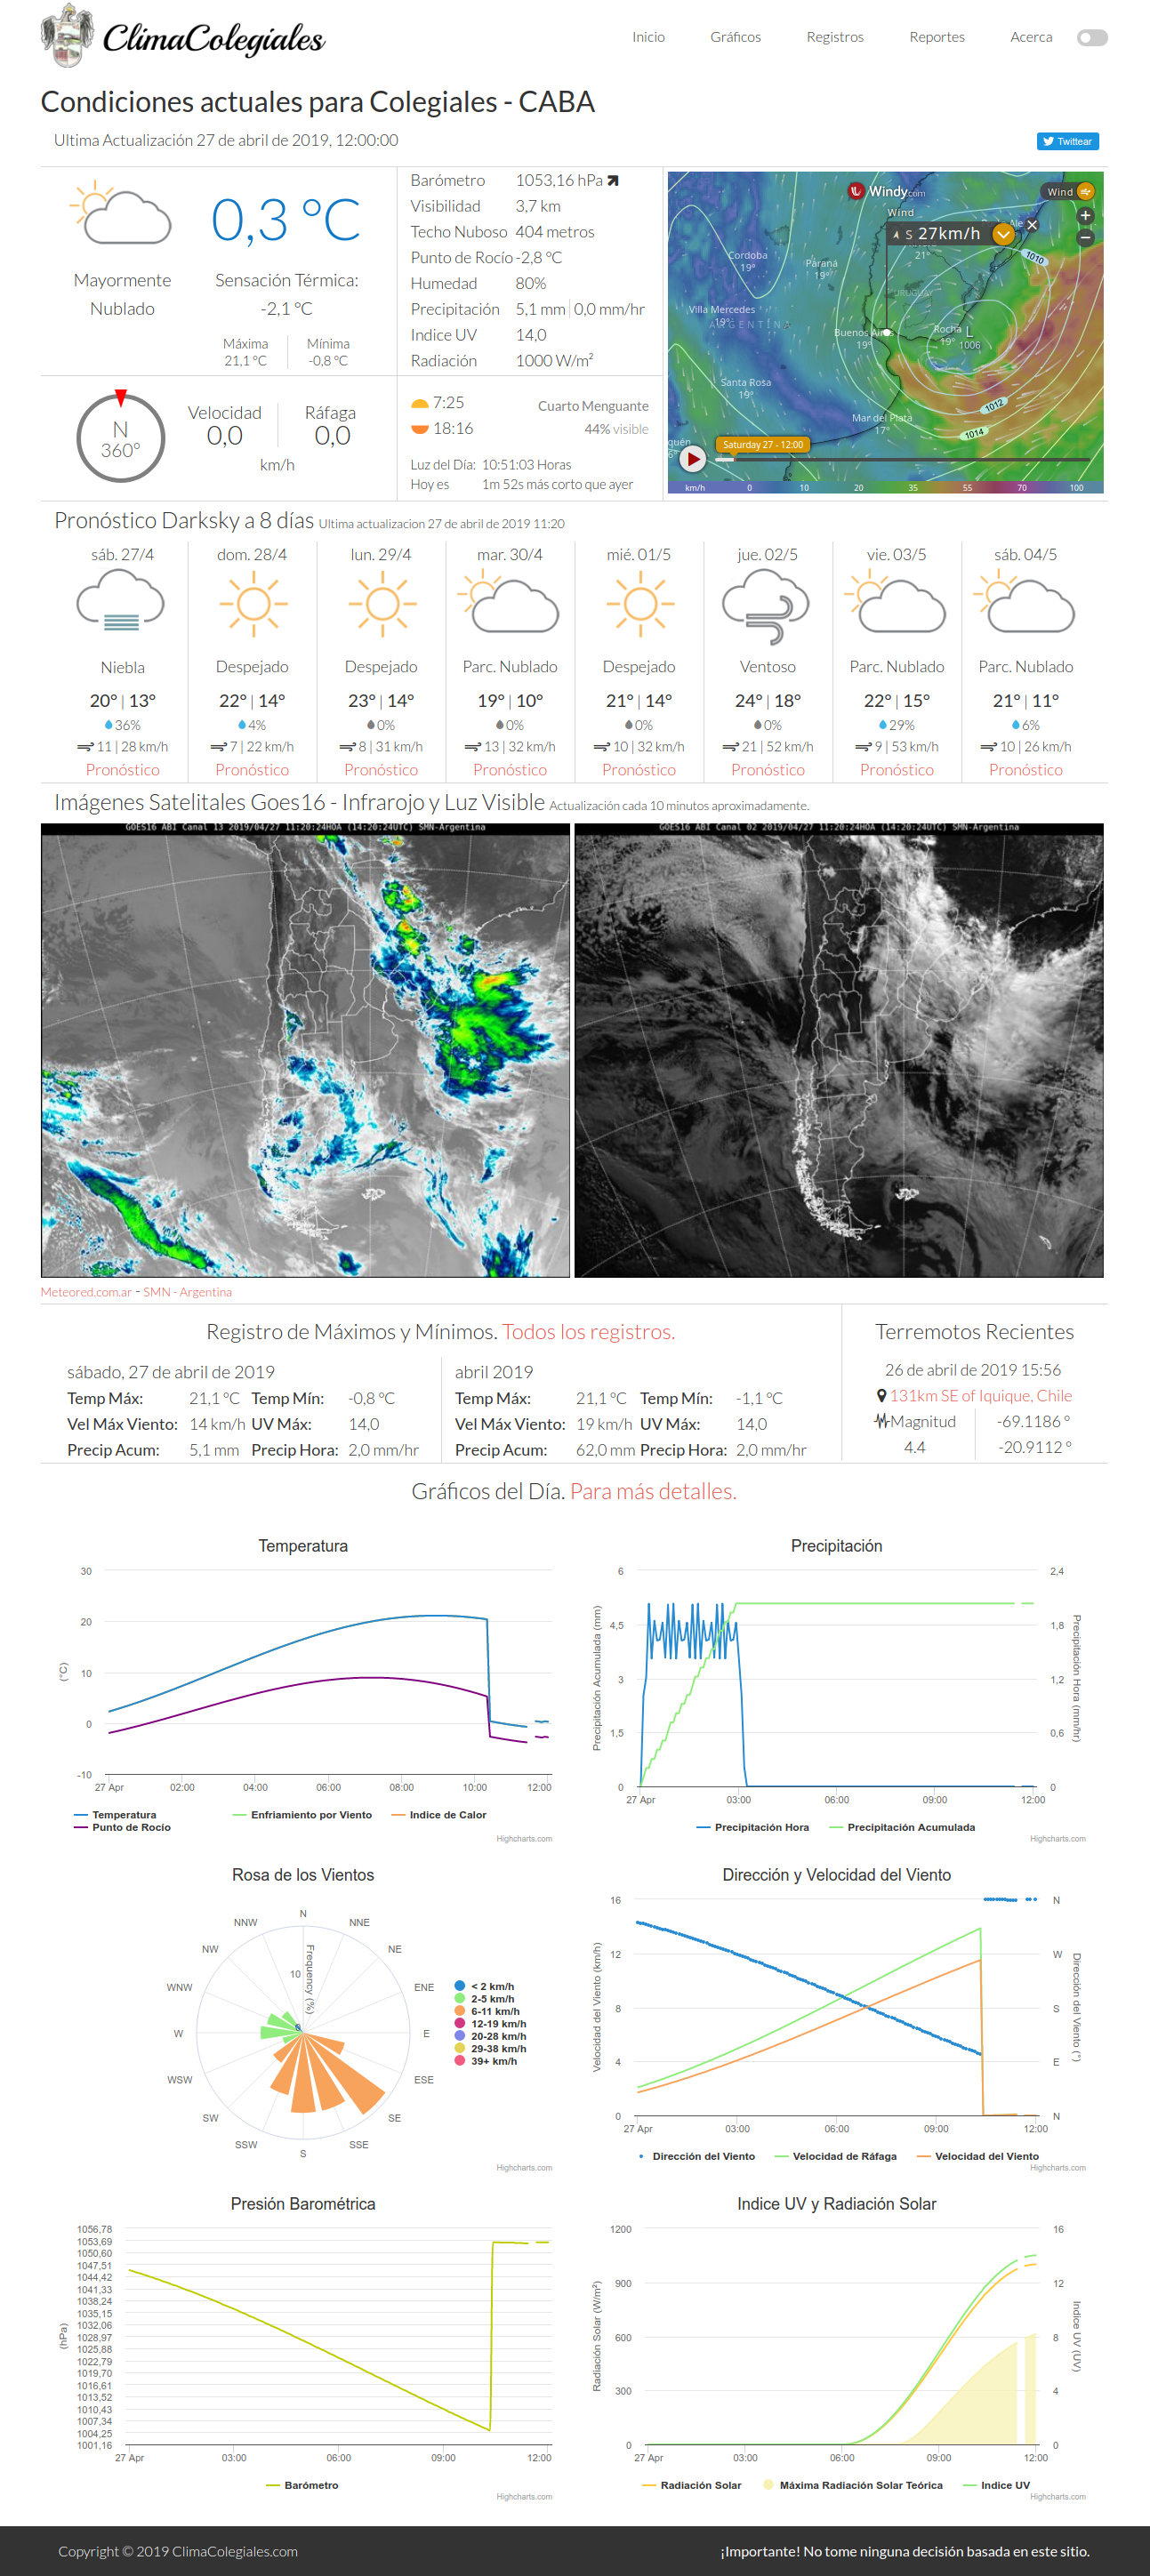 ClimaColegiales
Inicio Gráficos Registros Reportes Acerca
Condiciones actuales para Colegiales - CABA
Ultima Actualización 27 de abril de 2019, 12:00:00
Twittear
0,3 °C
Mayormente
Nublado
Sensación Térmica:
-2,1 °C
Máxima Mínima
21,1 °C -0,8 °C
Barómetro 1053,16 hPa
Visibilidad 3,7 km
Techo Nuboso 404 metros
Punto de Rocío -2,8 °C
Humedad 80%
Precipitación 5,1 mm 0,0 mm/hr
Indice UV 14,0
Radiación 1000 W/m²
N
360°
Velocidad Ráfaga
0,0 0,0
km/h
7:25
18:16
Cuarto Menguante
44% visible
Luz del Día: 10:51:03 Horas
Hoy es 1m 52s más corto que ayer
Windy.com
Wind
Wind
S 27km/h
Ale
21°
1010
Cordoba
19°
Paraná
19°
URUGUAY
Villa Mercedes
19°
ARGENTINA
Buenos Aires
19°
Rocha
19°
L
1006
Santa Rosa
19°
Mar del Plata
17°
1012
1014
quén
Saturday 27 - 12:00
km/h 0 10 20 35 55 70 100
Pronóstico Darksky a 8 días Ultima actualizacion 27 de abril de 2019 11:20
sáb. 27/4 dom. 28/4 lun. 29/4 mar. 30/4 mié. 01/5 jue. 02/5 vie. 03/5 sáb. 04/5
Niebla Despejado Despejado Parc. Nublado Despejado Ventoso Parc. Nublado Parc. Nublado
20° | 13° 22° | 14° 23° | 14° 19° | 10° 21° | 14° 24° | 18° 22° | 15° 21° | 11°
36% 4% 0% 0% 0% 0% 29% 6%
11 | 28 km/h 7 | 22 km/h 8 | 31 km/h 13 | 32 km/h 10 | 32 km/h 21 | 52 km/h 9 | 53 km/h 10 | 26 km/h
Pronóstico Pronóstico Pronóstico Pronóstico Pronóstico Pronóstico Pronóstico Pronóstico
Imágenes Satelitales Goes16 - Infrarojo y Luz Visible Actualización cada 10 minutos aproximadamente.
GOES16 ABI Canal 13 2019/04/27 11:20:24HOA (14:20:24UTC) SMN-Argentina
GOES16 ABI Canal 02 2019/04/27 11:20:24HOA (14:20:24UTC) SMN-Argentina
Meteored.com.ar - SMN - Argentina
Registro de Máximos y Mínimos. Todos los registros.
sábado, 27 de abril de 2019
Temp Máx: 21,1 °C Temp Mín: -0,8 °C
Vel Máx Viento: 14 km/h UV Máx: 14,0
Precip Acum: 5,1 mm Precip Hora: 2,0 mm/hr
abril 2019
Temp Máx: 21,1 °C Temp Mín: -1,1 °C
Vel Máx Viento: 19 km/h UV Máx: 14,0
Precip Acum: 62,0 mm Precip Hora: 2,0 mm/hr
Terremotos Recientes
26 de abril de 2019 15:56
131km SE of Iquique, Chile
Magnitud -69.1186 °
4.4 -20.9112 °
Gráficos del Día. Para más detalles.
Temperatura
(°C)
30
20
10
0
-10
27 Apr 02:00 04:00 06:00 08:00 10:00 12:00
Temperatura Enfriamiento por Viento Indice de Calor
Punto de Rocío
Highcharts.com
Precipitación
Precipitación Acumulada (mm)
6
4,5
3
1,5
0
2,4
1,8
1,2
0,6
0
Precipitación Hora (mm/hr)
27 Apr 03:00 06:00 09:00 12:00
Precipitación Hora Precipitación Acumulada
Highcharts.com
Rosa de los Vientos
N
NNE
NE
ENE
E
ESE
SE
SSE
S
SSW
SW
WSW
W
WNW
NW
NNW
Frequency (%)
10
< 2 km/h
2-5 km/h
6-11 km/h
12-19 km/h
20-28 km/h
29-38 km/h
39+ km/h
Highcharts.com
Dirección y Velocidad del Viento
Velocidad del Viento (km/h)
16
12
8
4
0
N
W
S
E
N
Dirección del Viento (°)
27 Apr 03:00 06:00 09:00 12:00
Dirección del Viento Velocidad de Ráfaga Velocidad del Viento
Highcharts.com
Presión Barométrica
(hPa)
1056,78
1053,69
1050,60
1047,51
1044,42
1041,33
1038,24
1035,15
1032,06
1028,97
1025,88
1022,79
1019,70
1016,61
1013,52
1010,43
1007,34
1004,25
1001,16
27 Apr 03:00 06:00 09:00 12:00
Barómetro
Highcharts.com
Indice UV y Radiación Solar
Radiación Solar (W/m²)
1200
900
600
300
0
16
12
8
4
0
Indice UV (UV)
27 Apr 03:00 06:00 09:00 12:00
Radiación Solar Máxima Radiación Solar Teórica Indice UV
Highcharts.com
Copyright © 2019 ClimaColegiales.com
¡Importante! No tome ninguna decisión basada en este sitio.